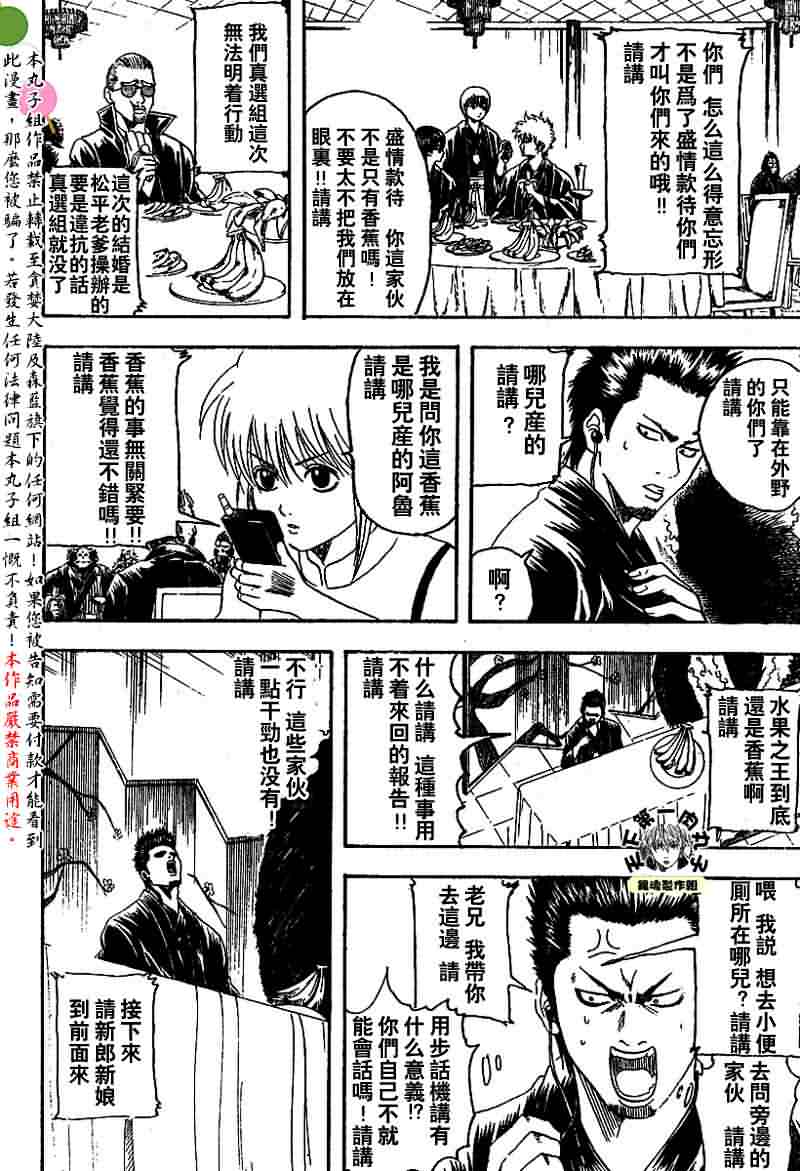 你們 怎么這么得意忘形
不是爲了盛情款待你們
才叫你們來的哦!!
請講
盛情款待 你這家伙
不是只有香蕉嗎!
不要太不把我們放在
眼裏!!請講
我們真選組這次
無法明着行動
這次的結婚是
松平老爹操辦的
要是違抗的話
真選組就没了
只能靠在外野
的你們了
請講
哪兒産的
請講?
啊?
我是問你這香蕉
是哪兒産的阿魯
請講
香蕉的事無關緊要!!
香蕉覺得還不錯嗎!!
請講
水果之王到底
還是香蕉啊
請講
什么請講 這種事用
不着來回的報告!!
請講
不行 這些家伙
一點干勁也没有!
請講
喂 我説 想去小便
厠所在哪兒?請講
去問旁邊的
家伙
請講
老兄 我帶你
去這邊 請
用步話機講有
什么意義!?
你們自己不就
能會話嗎!請講
接下來
請新郎新娘
到前面來
本丸子組作品禁止轉載至貪婪大陸及森藍旗下的任何網站!如果您被告知需要付款才能看到
此漫畫,那麼您被騙了。若發生任何法律問題本丸子組一慨不負責!本作品嚴禁商業用途。